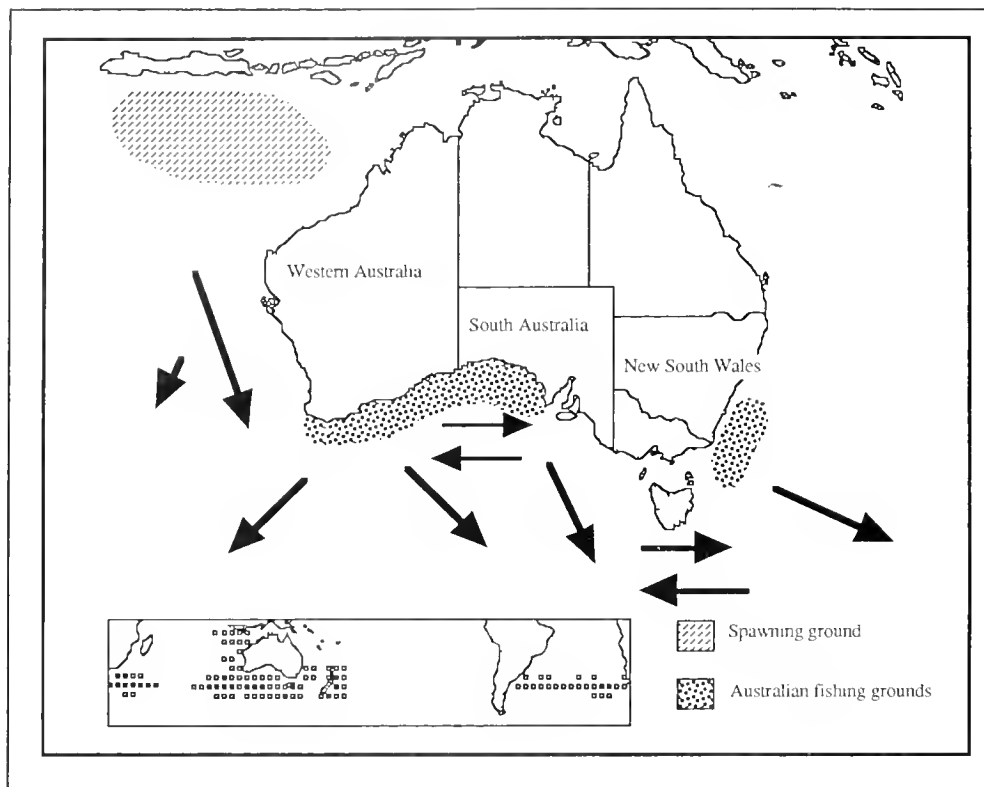 Western Australia
South Australia
New South Wales
Spawning ground
Australian fishing grounds